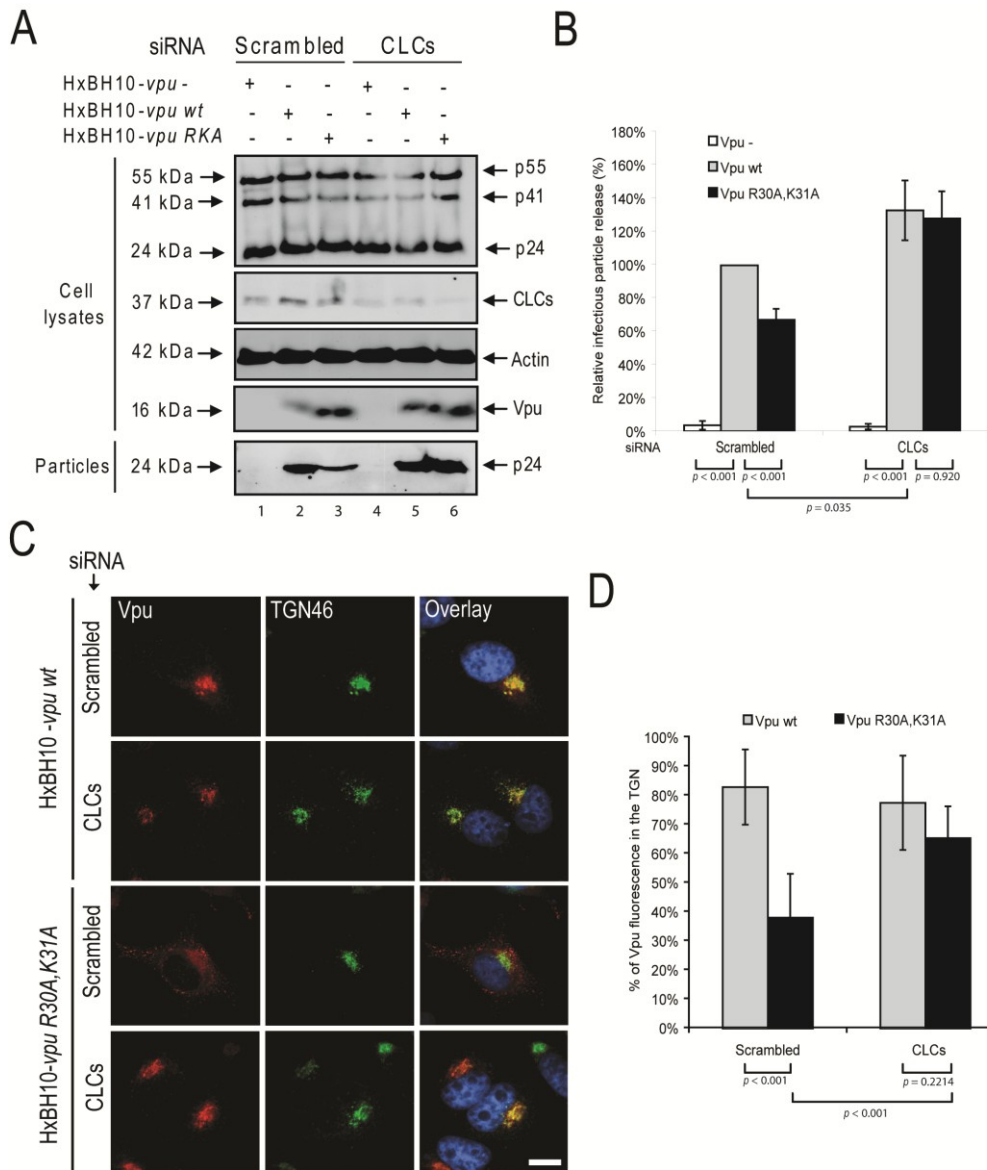 A
siRNA Scrambled CLCs
HxBH10-vpu - + - - + - -
HxBH10-vpu wt - + - - + -
HxBH10-vpu RKA - - + - - +
55 kDa p55
41 kDa p41
24 kDa p24
Cell lysates
37 kDa CLCs
42 kDa Actin
16 kDa Vpu
Particles 24 kDa p24
1 2 3 4 5 6
B
Relative infectious particle release (%)
180%
160%
140%
120%
100%
80%
60%
40%
20%
0%
Vpu -
Vpu wt
Vpu R30A,K31A
siRNA Scrambled CLCs
p < 0.001 p < 0.001 p < 0.001 p = 0.920
p = 0.035
C
siRNA
Vpu TGN46 Overlay
HxBH10 -vpu wt
Scrambled
CLCs
HxBH10-vpu R30A,K31A
Scrambled
CLCs
D
Vpu wt Vpu R30A,K31A
% of Vpu fluorescence in the TGN
100%
90%
80%
70%
60%
50%
40%
30%
20%
10%
0%
Scrambled CLCs
p < 0.001 p = 0.2214
p < 0.001